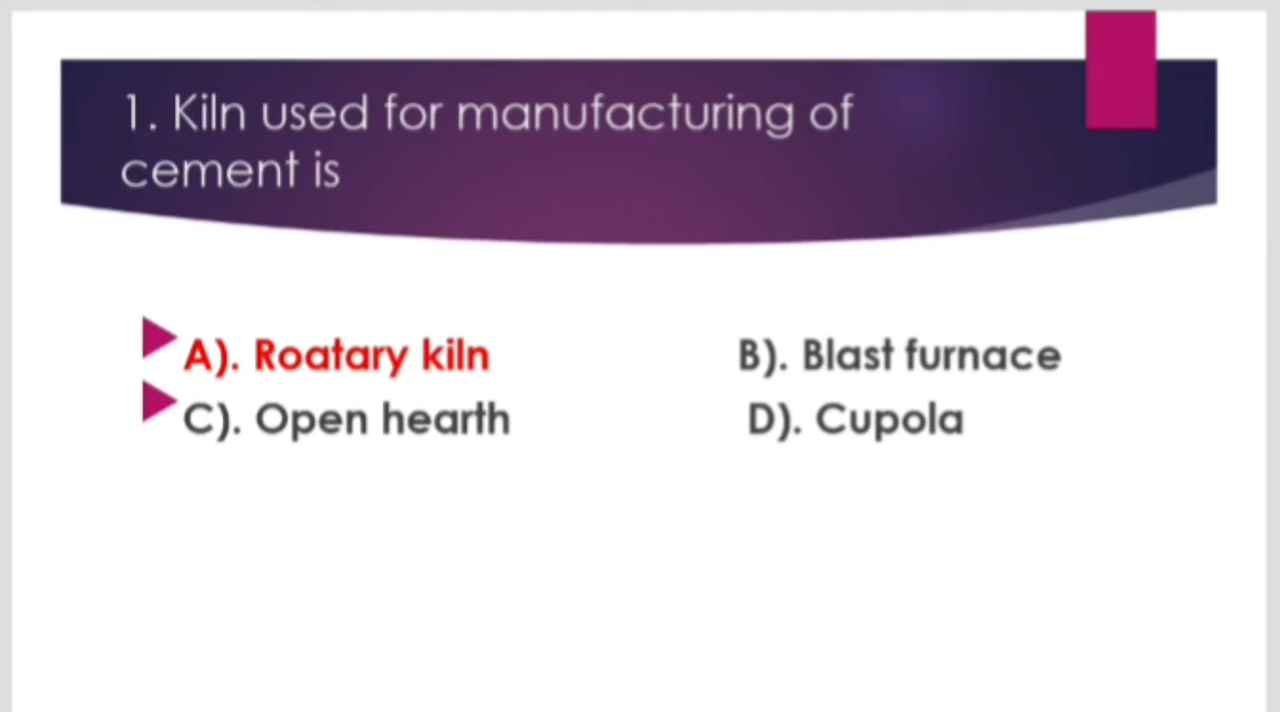 1. Kiln used for manufacturing of
cement is
A). Roatary kiln B). Blast furnace
C). Open hearth D). Cupola